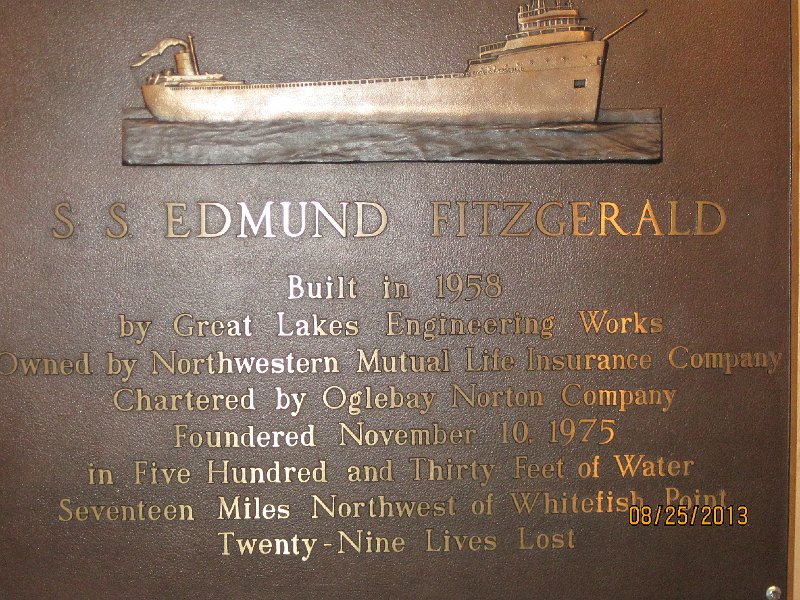 S. S. EDMUND FITZGERALD
Built in 1958
by Great Lakes Engineering Works
Owned by Northwestern Mutual Life Insurance Company
Chartered by Oglebay Norton Company
Foundered November 10, 1975
in Five Hundred and Thirty Feet of Water
Seventeen Miles Northwest of Whitefish Point
Twenty-Nine Lives Lost
08/25/2013